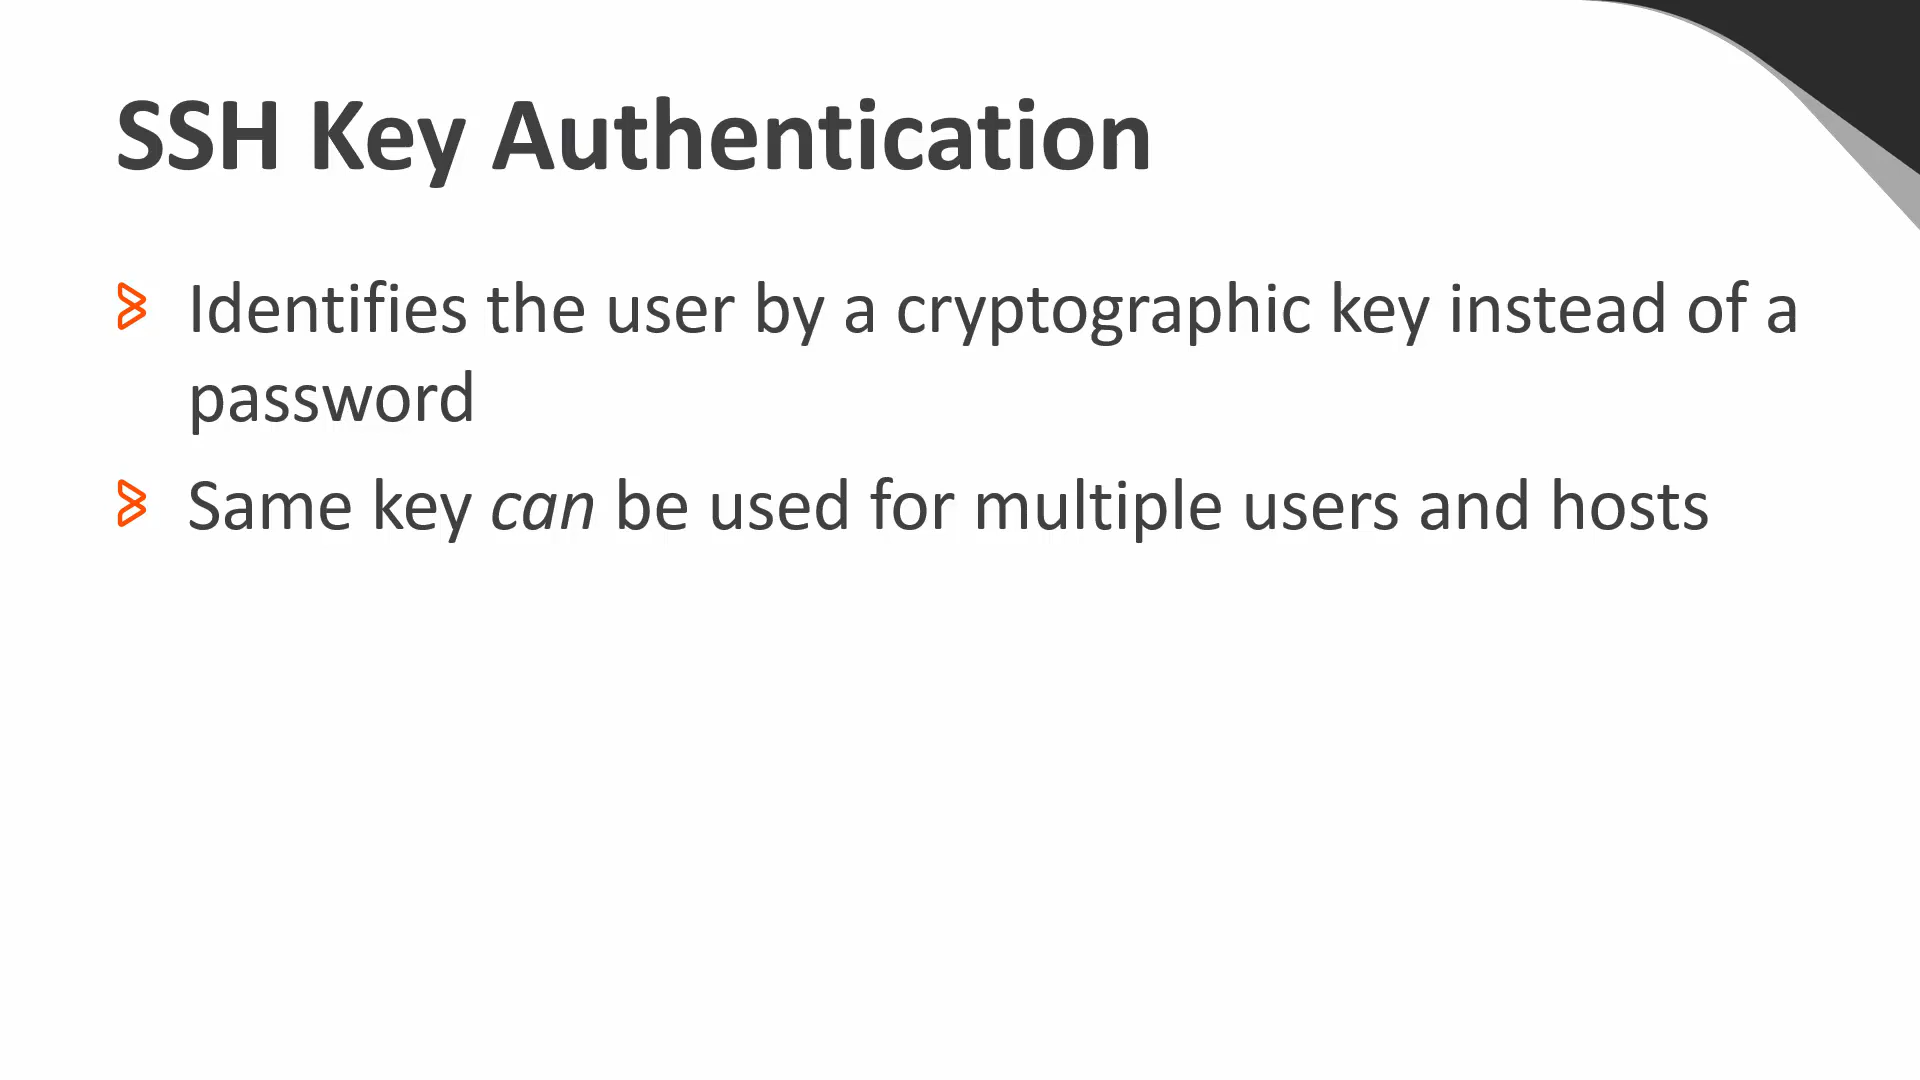 SSH Key Authentication
Identifies the user by a cryptographic key instead of a
password
Same key can be used for multiple users and hosts